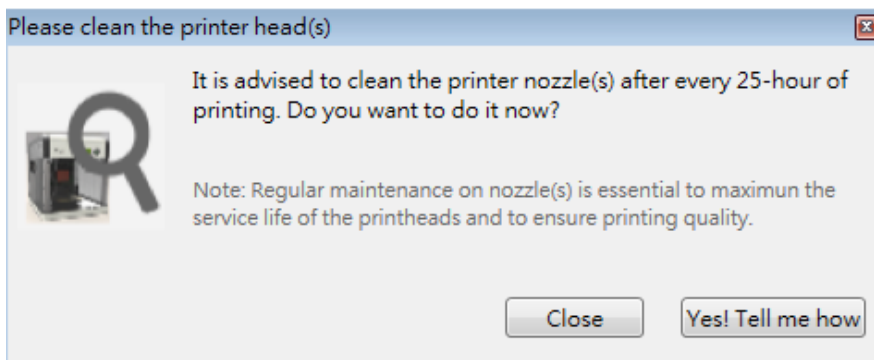 Please clean the printer head(s)
It is advised to clean the printer nozzle(s) after every 25-hour of
printing. Do you want to do it now?
Note: Regular maintenance on nozzle(s) is essential to maximun the
service life of the printheads and to ensure printing quality.
Close
Yes! Tell me how